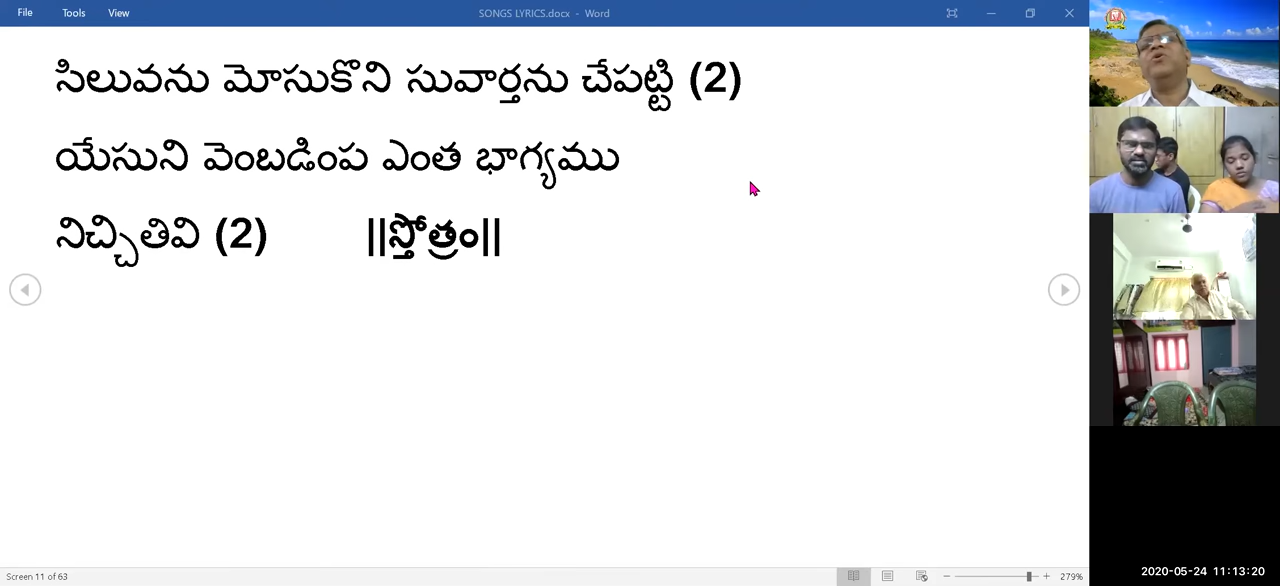 File Tools View SONGS LYRICS.docx - Word
సిలువను మోసుకొని సువార్తను చేపట్టి (2)
యేసుని వెంబడింప ఎంత భాగ్యము
నిచ్చితివి (2) ||స్తోత్రం||
Screen 11 of 63 279%
2020-05-24 11:13:20